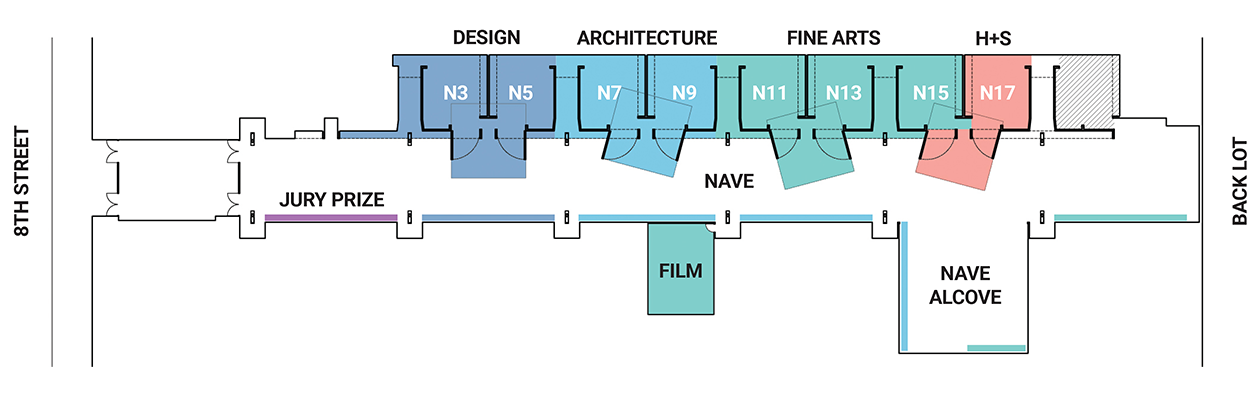 DESIGN
ARCHITECTURE
FINE ARTS
H+S
N3
N5
N7
N9
N11
N13
N15
N17
8TH STREET
JURY PRIZE
NAVE
BACK LOT
FILM
NAVE
ALCOVE